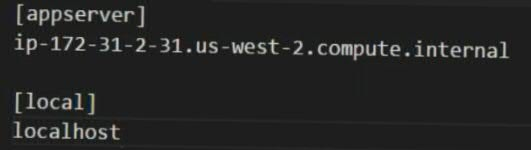 [appserver]
ip-172-31-2-31.us-west-2.compute.internal
[local]
localhost